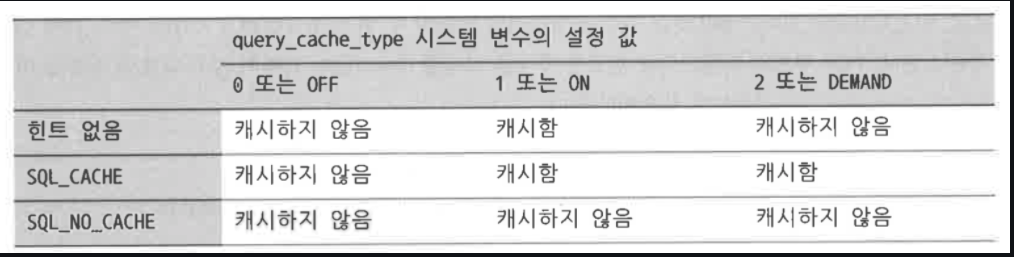 query_cache_type 시스템 변수의 설정 값
0 또는 OFF 1 또는 ON 2 또는 DEMAND
힌트 없음 캐시하지 않음 캐시함 캐시하지 않음
SQL_CACHE 캐시하지 않음 캐시함 캐시함
SQL_NO_CACHE 캐시하지 않음 캐시하지 않음 캐시하지 않음